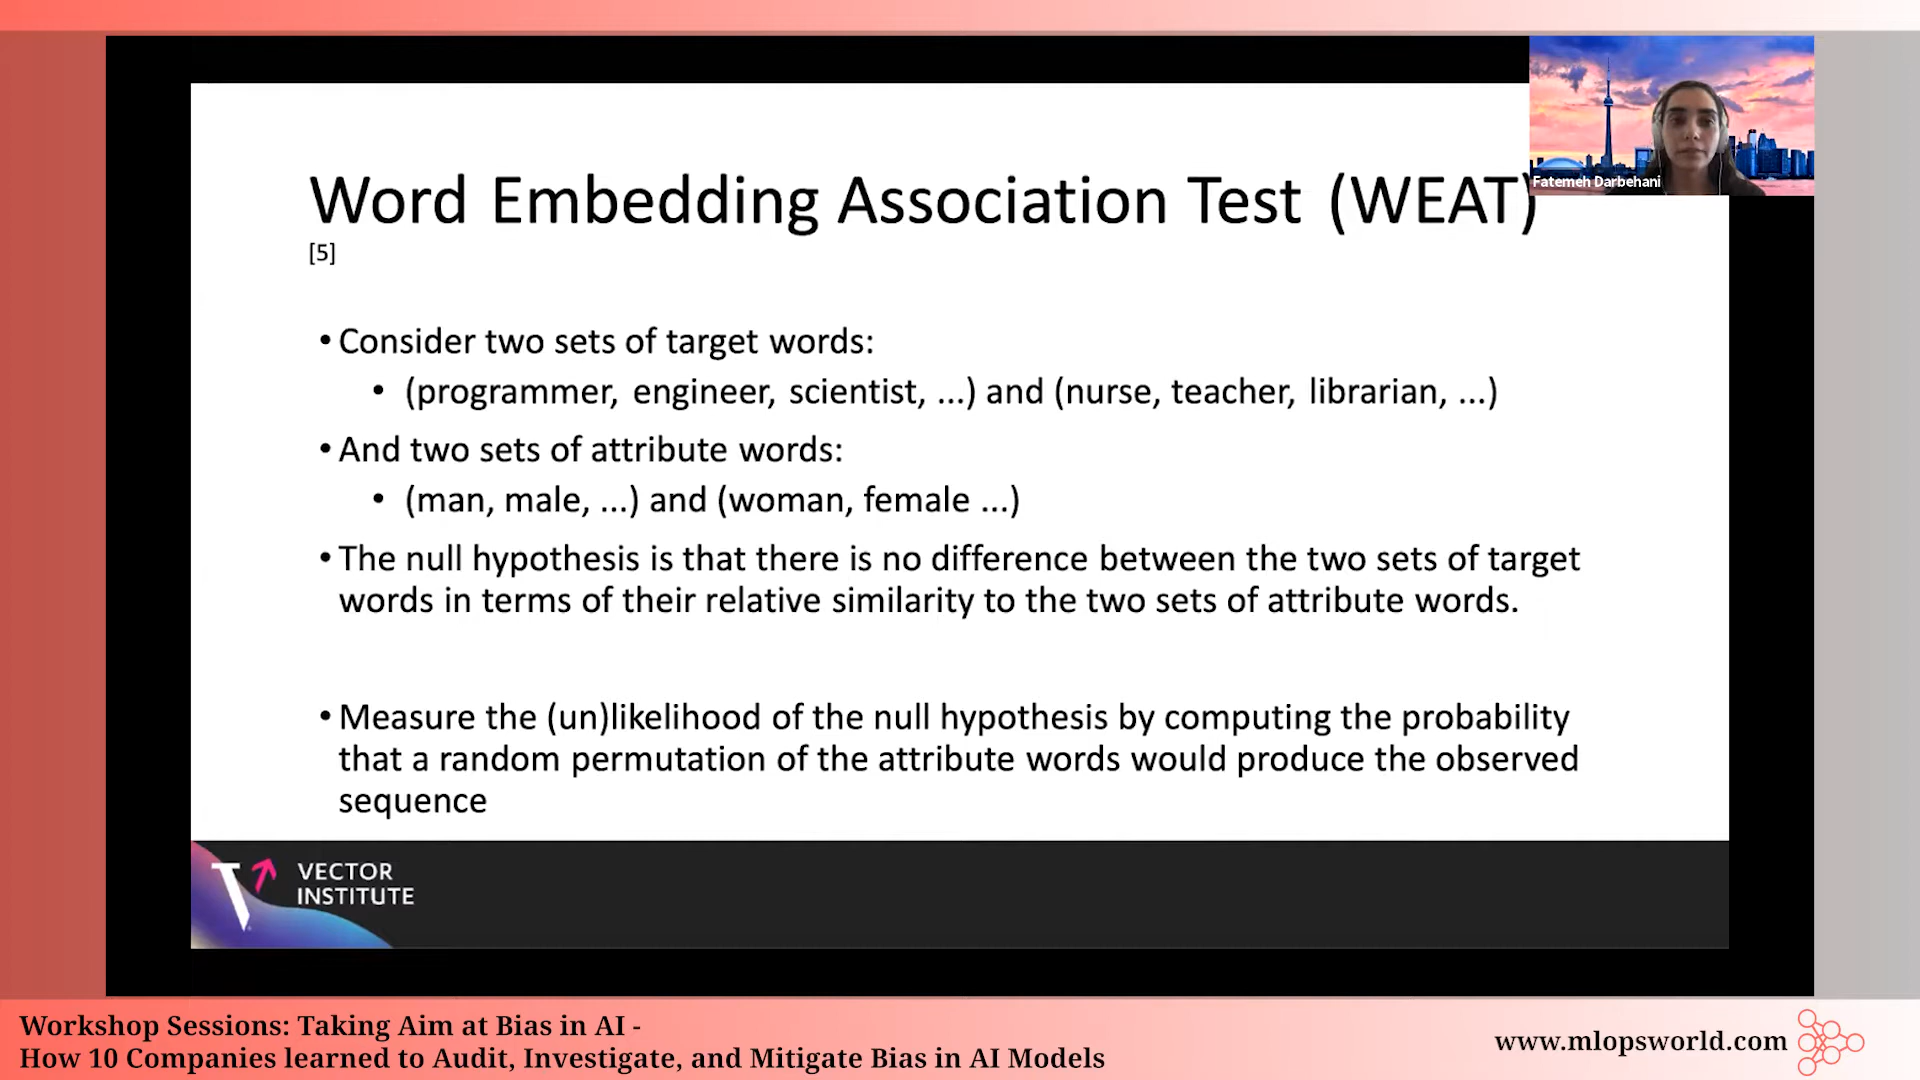 Fatemeh Darbehani
Word Embedding Association Test (WEAT)
[5]
• Consider two sets of target words:
• (programmer, engineer, scientist, ...) and (nurse, teacher, librarian, ...)
• And two sets of attribute words:
• (man, male, ...) and (woman, female ...)
• The null hypothesis is that there is no difference between the two sets of target
words in terms of their relative similarity to the two sets of attribute words.
• Measure the (un)likelihood of the null hypothesis by computing the probability
that a random permutation of the attribute words would produce the observed
sequence
VECTOR
INSTITUTE
Workshop Sessions: Taking Aim at Bias in AI -
How 10 Companies learned to Audit, Investigate, and Mitigate Bias in AI Models
www.mlopsworld.com